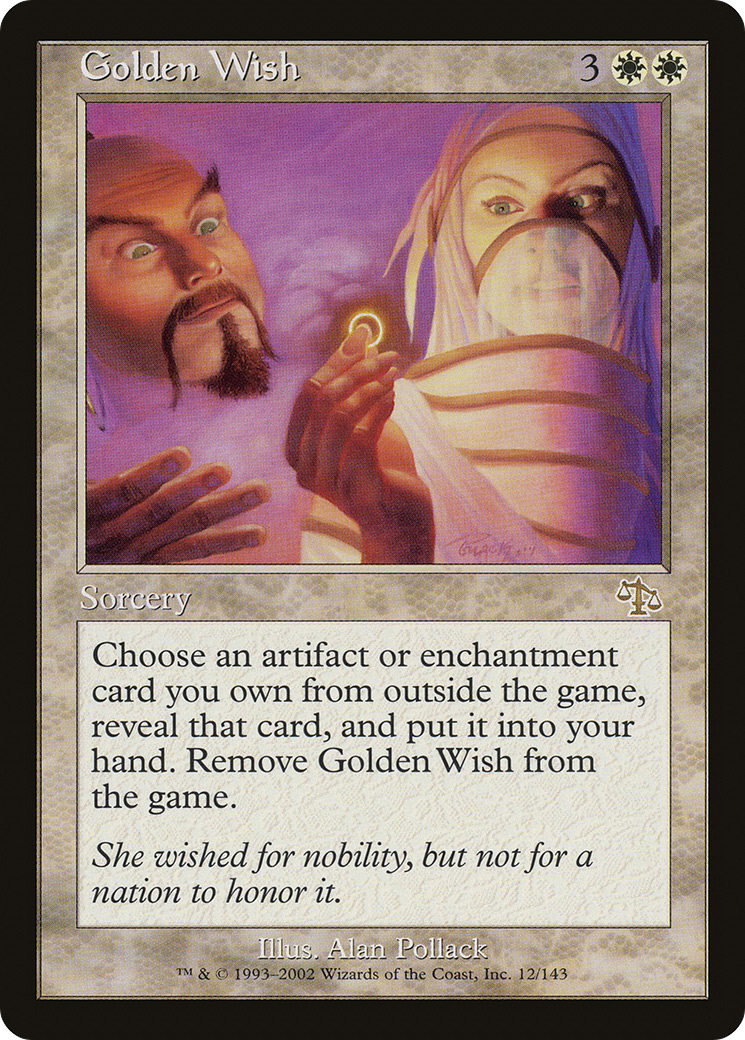 Golden Wish 3
Sorcery
Choose an artifact or enchantment
card you own from outside the game,
reveal that card, and put it into your
hand. Remove Golden Wish from
the game.
She wished for nobility, but not for a
nation to honor it.
Illus. Alan Pollack
™ & © 1993–2002 Wizards of the Coast, Inc. 12/143